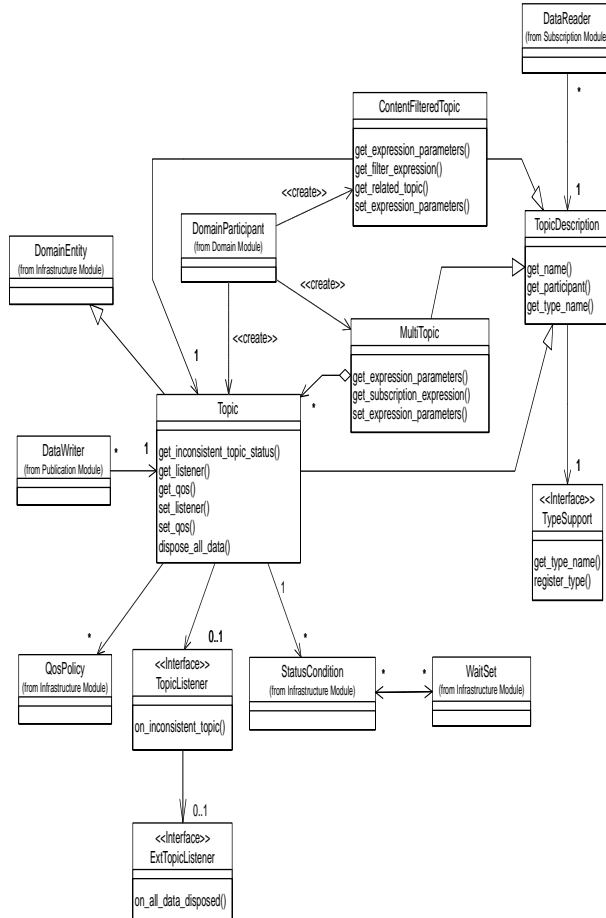 DataReader
(from Subscription Module)
*
1
ContentFilteredTopic
get_expression_parameters()
get_filter_expression()
get_related_topic()
set_expression_parameters()
<<create>>
DomainParticipant
(from Domain Module)
TopicDescription
get_name()
get_participant()
get_type_name()
DomainEntity
(from Infrastructure Module)
<<create>>
<<create>>
1
MultiTopic
get_expression_parameters()
get_subscription_expression()
set_expression_parameters()
*
Topic
get_inconsistent_topic_status()
get_listener()
get_qos()
set_listener()
set_qos()
dispose_all_data()
DataWriter
(from Publication Module)
*
1
1
<<Interface>>
TypeSupport
get_type_name()
register_type()
1
*
0..1
*
QosPolicy
(from Infrastructure Module)
<<Interface>>
TopicListener
on_inconsistent_topic()
StatusCondition
(from Infrastructure Module)
*
*
WaitSet
(from Infrastructure Module)
0..1
<<Interface>>
ExtTopicListener
on_all_data_disposed()